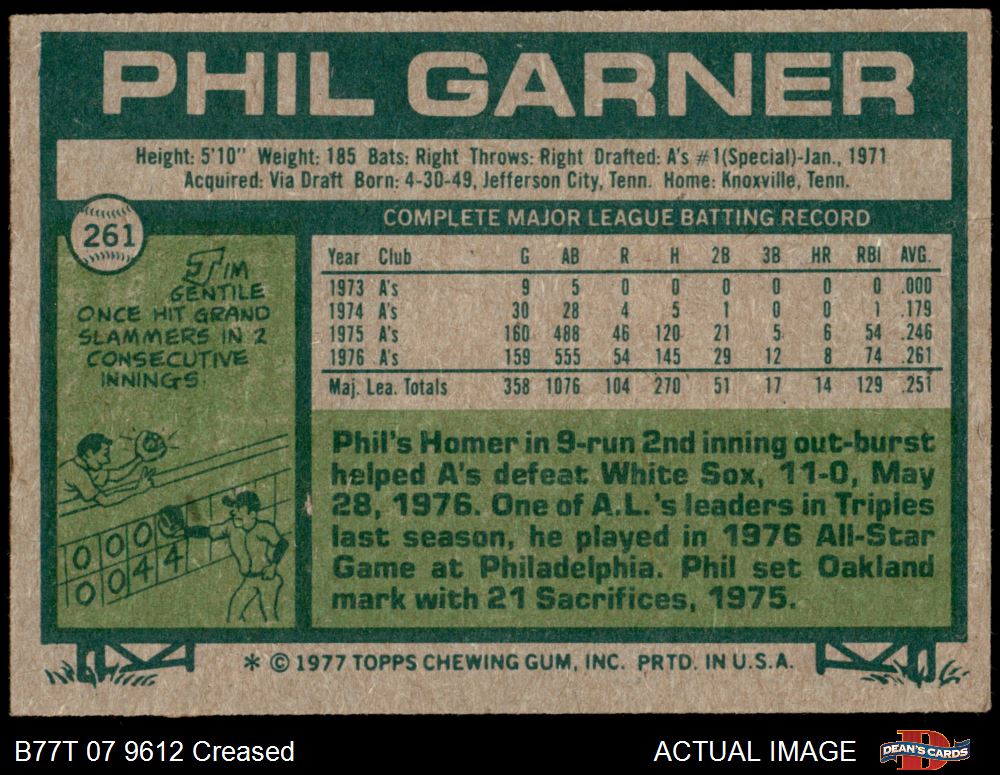 PHIL GARNER
Height: 5'10" Weight: 185 Bats: Right Throws: Right Drafted: A's #1(Special)-Jan., 1971
Acquired: Via Draft Born: 4-30-49, Jefferson City, Tenn. Home: Knoxville, Tenn.
261
JIM
GENTILE
ONCE HIT GRAND
SLAMMERS IN 2
CONSECUTIVE
INNINGS.
0 0 0
0 0 4 4
COMPLETE MAJOR LEAGUE BATTING RECORD
Year Club G AB R H 2B 3B HR RBI AVG.
1973 A's 9 5 0 0 0 0 0 0 .000
1974 A's 30 28 4 5 1 0 0 1 .179
1975 A's 160 488 46 120 21 5 6 54 .246
1976 A's 159 555 54 145 29 12 8 74 .261
Maj. Lea. Totals 358 1076 104 270 51 17 14 129 .251
Phil's Homer in 9-run 2nd inning out-burst
helped A's defeat White Sox, 11-0, May
28, 1976. One of A.L.'s leaders in Triples
last season, he played in 1976 All-Star
Game at Philadelphia. Phil set Oakland
mark with 21 Sacrifices, 1975.
* © 1977 TOPPS CHEWING GUM, INC. PRTD. IN U.S.A.
B77T 07 9612 Creased
ACTUAL IMAGE
DEAN'S CARDS